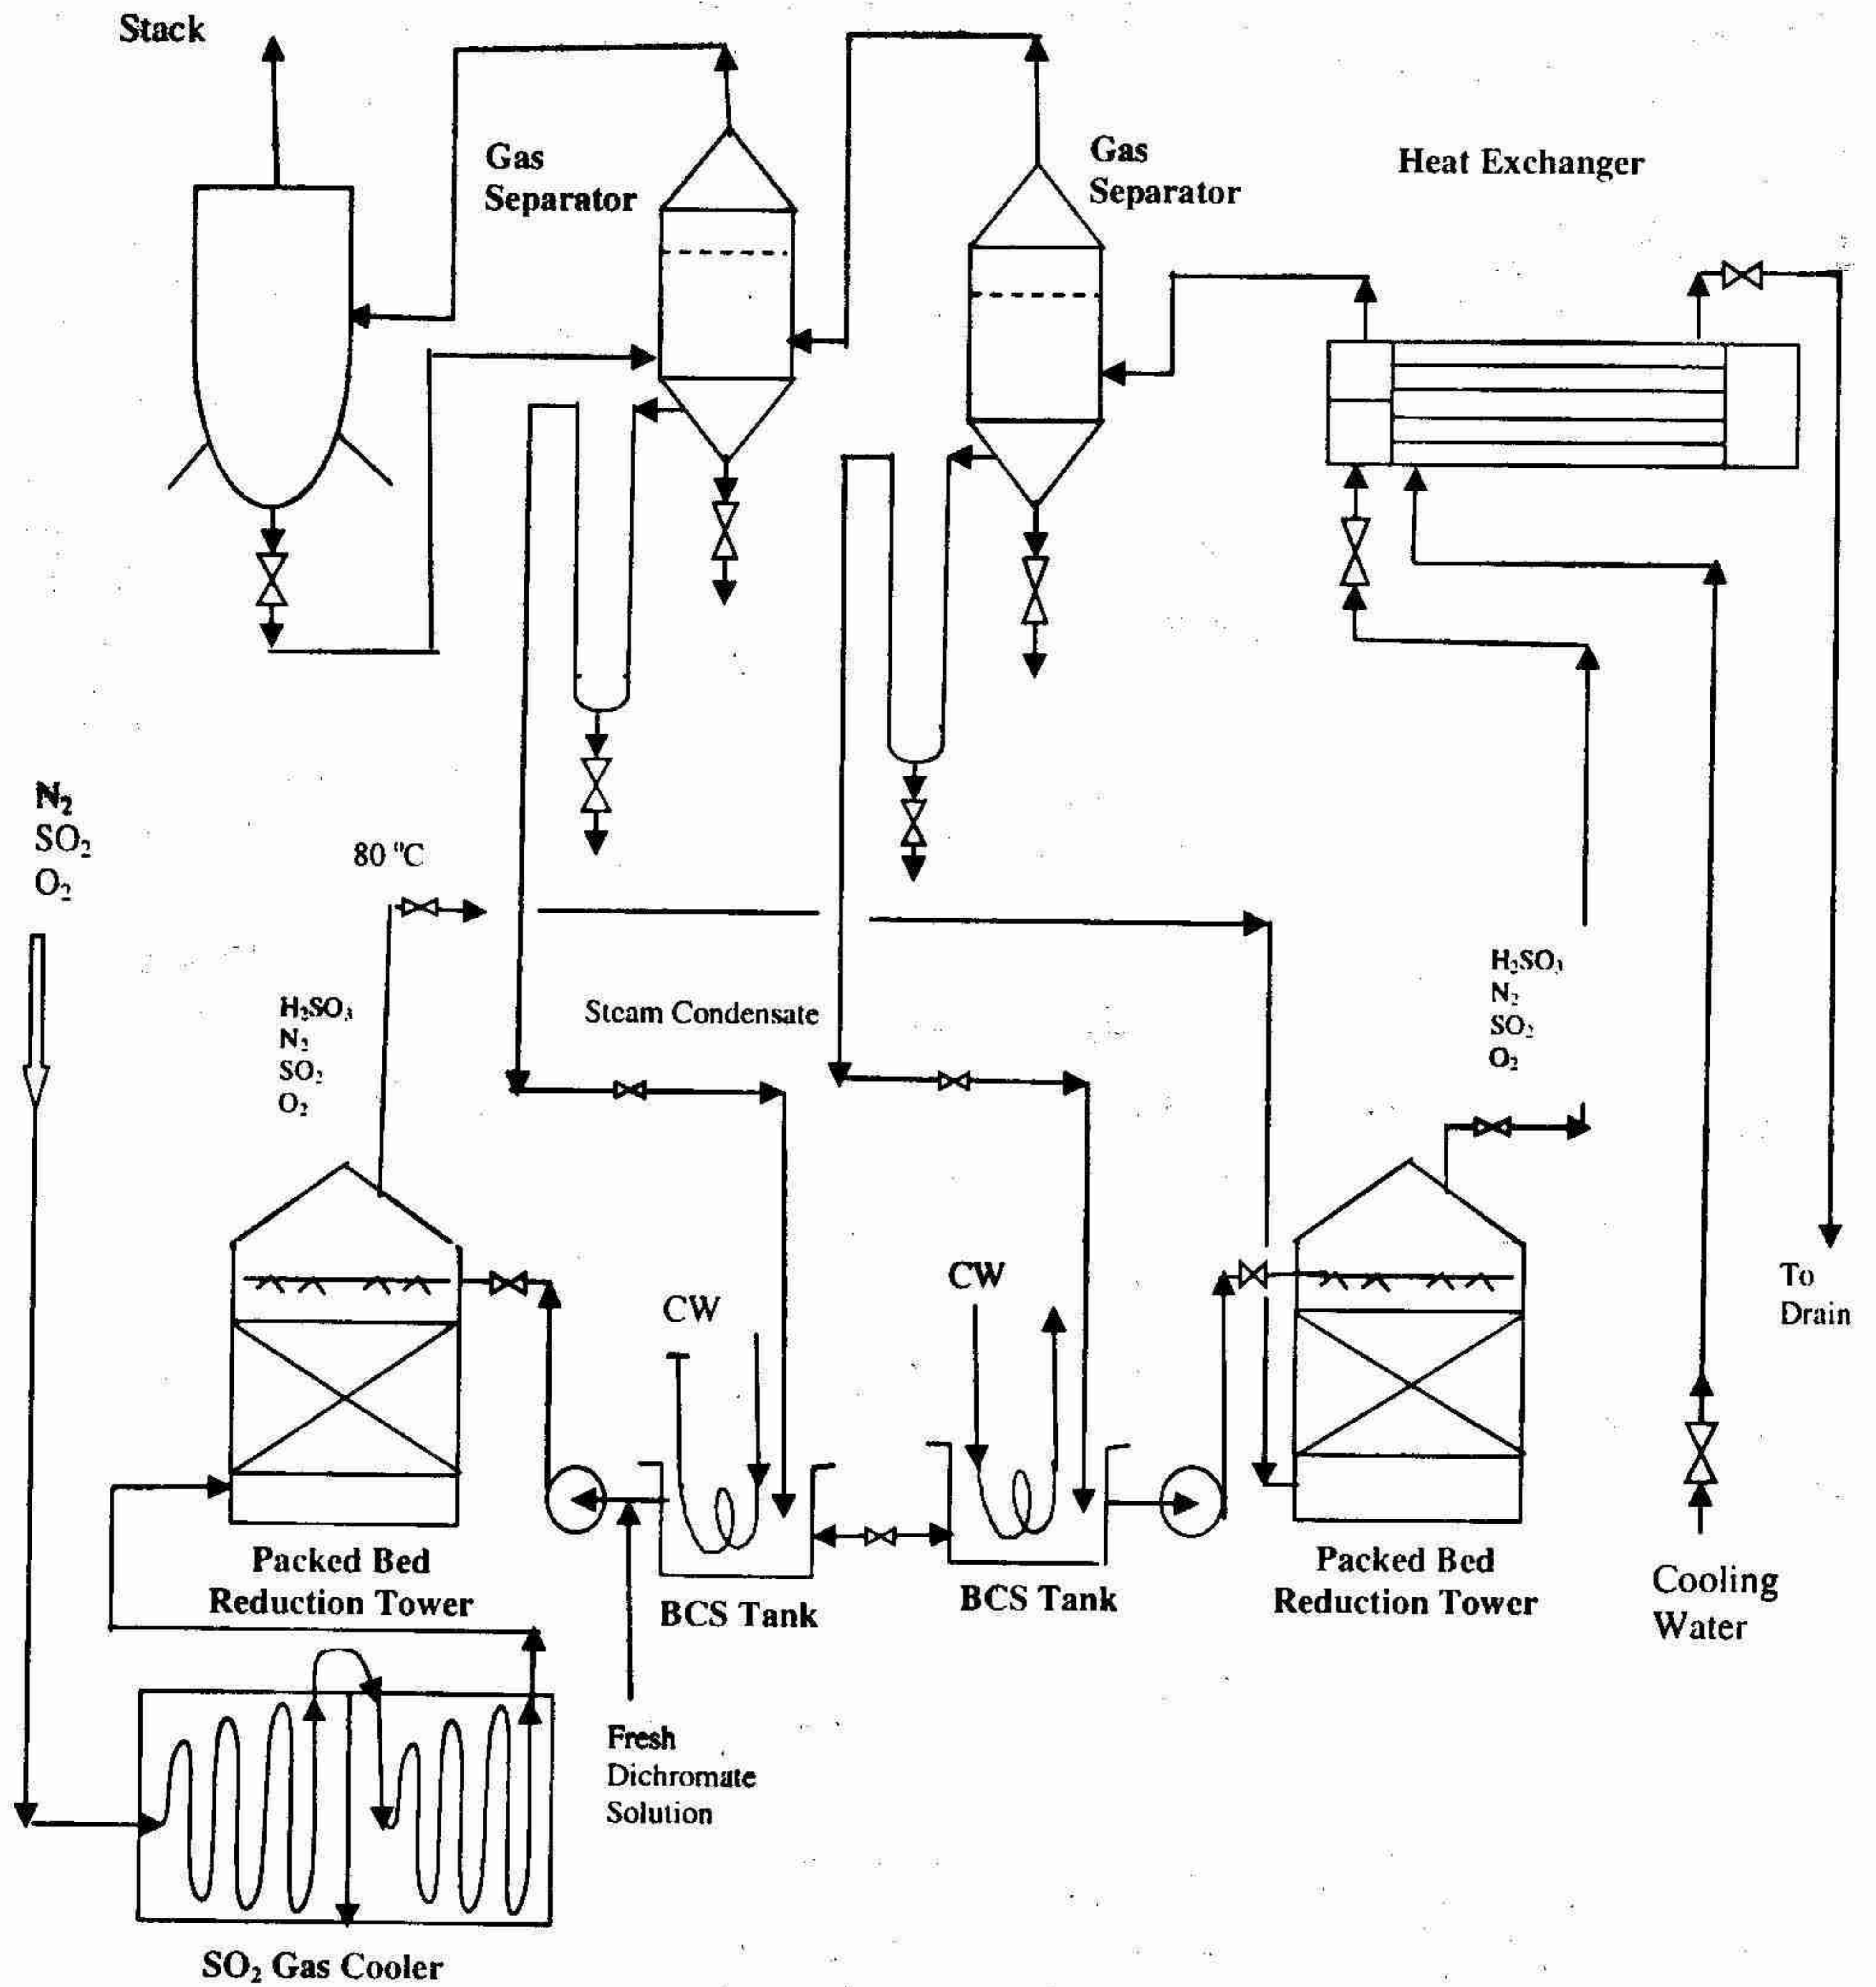 Stack
Gas
Separator
Gas
Separator
Heat Exchanger
N₂
SO₂
O₂
80 °C
H₂SO₃
N₂
SO₂
O₂
Steam Condensate
H₂SO₃
N₂
SO₂
O₂
To
Drain
CW
CW
Packed Bed
Reduction Tower
BCS Tank
BCS Tank
Packed Bed
Reduction Tower
Cooling
Water
Fresh
Dichromate
Solution
SO₂ Gas Cooler